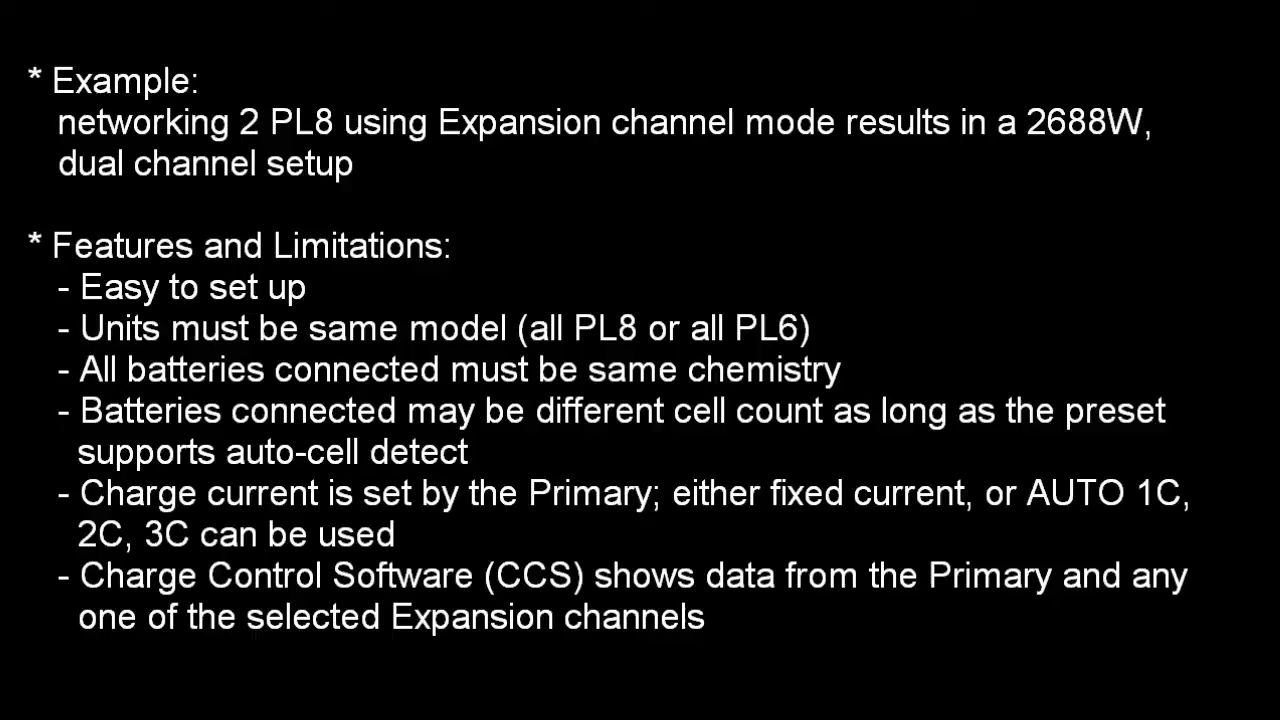 * Example:
networking 2 PL8 using Expansion channel mode results in a 2688W,
dual channel setup
* Features and Limitations:
- Easy to set up
- Units must be same model (all PL8 or all PL6)
- All batteries connected must be same chemistry
- Batteries connected may be different cell count as long as the preset
supports auto-cell detect
- Charge current is set by the Primary; either fixed current, or AUTO 1C,
2C, 3C can be used
- Charge Control Software (CCS) shows data from the Primary and any
one of the selected Expansion channels